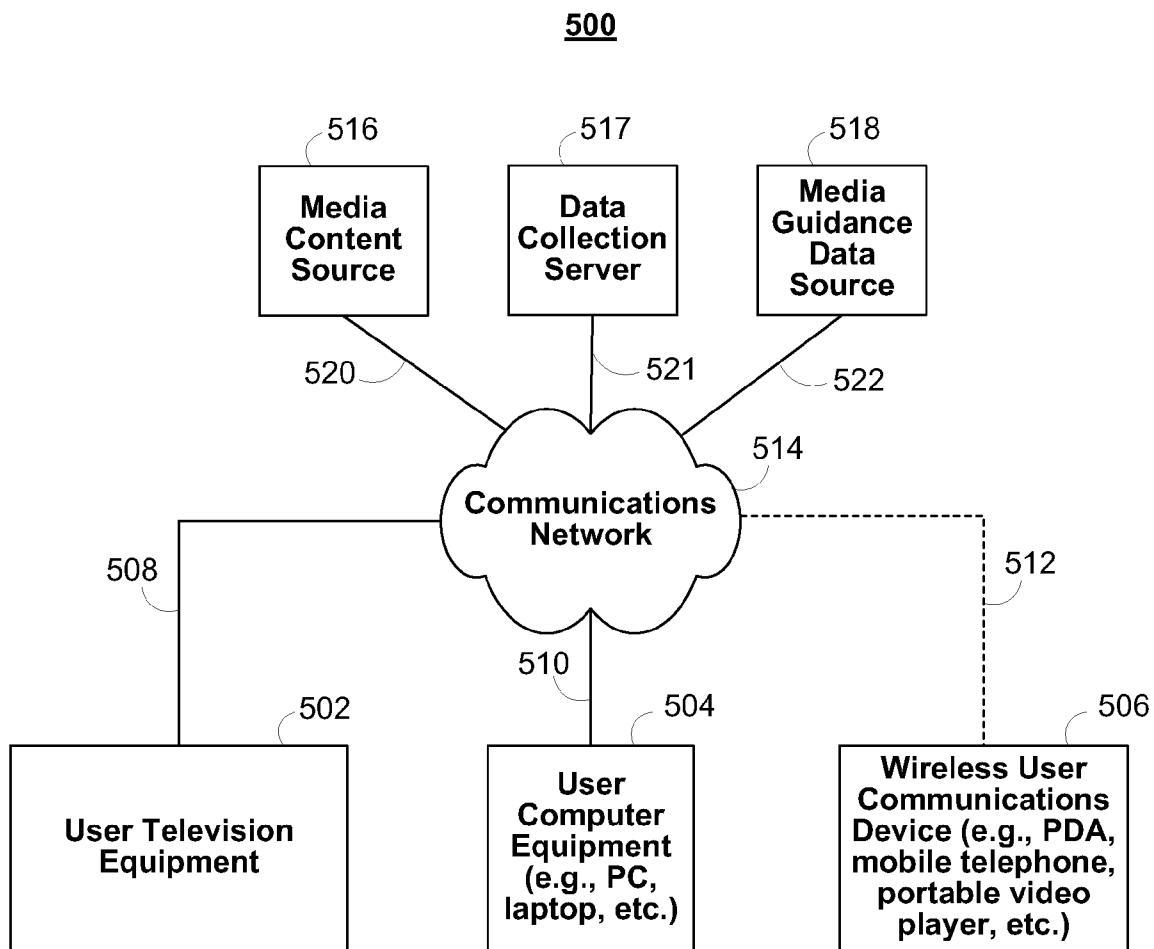 500
516
517
518
Media
Content
Source
Data
Collection
Server
Media
Guidance
Data
Source
520
521
522
514
Communications
Network
508
512
510
502
504
506
User Television
Equipment
User
Computer
Equipment
(e.g., PC,
laptop, etc.)
Wireless User
Communications
Device (e.g., PDA,
mobile telephone,
portable video
player, etc.)